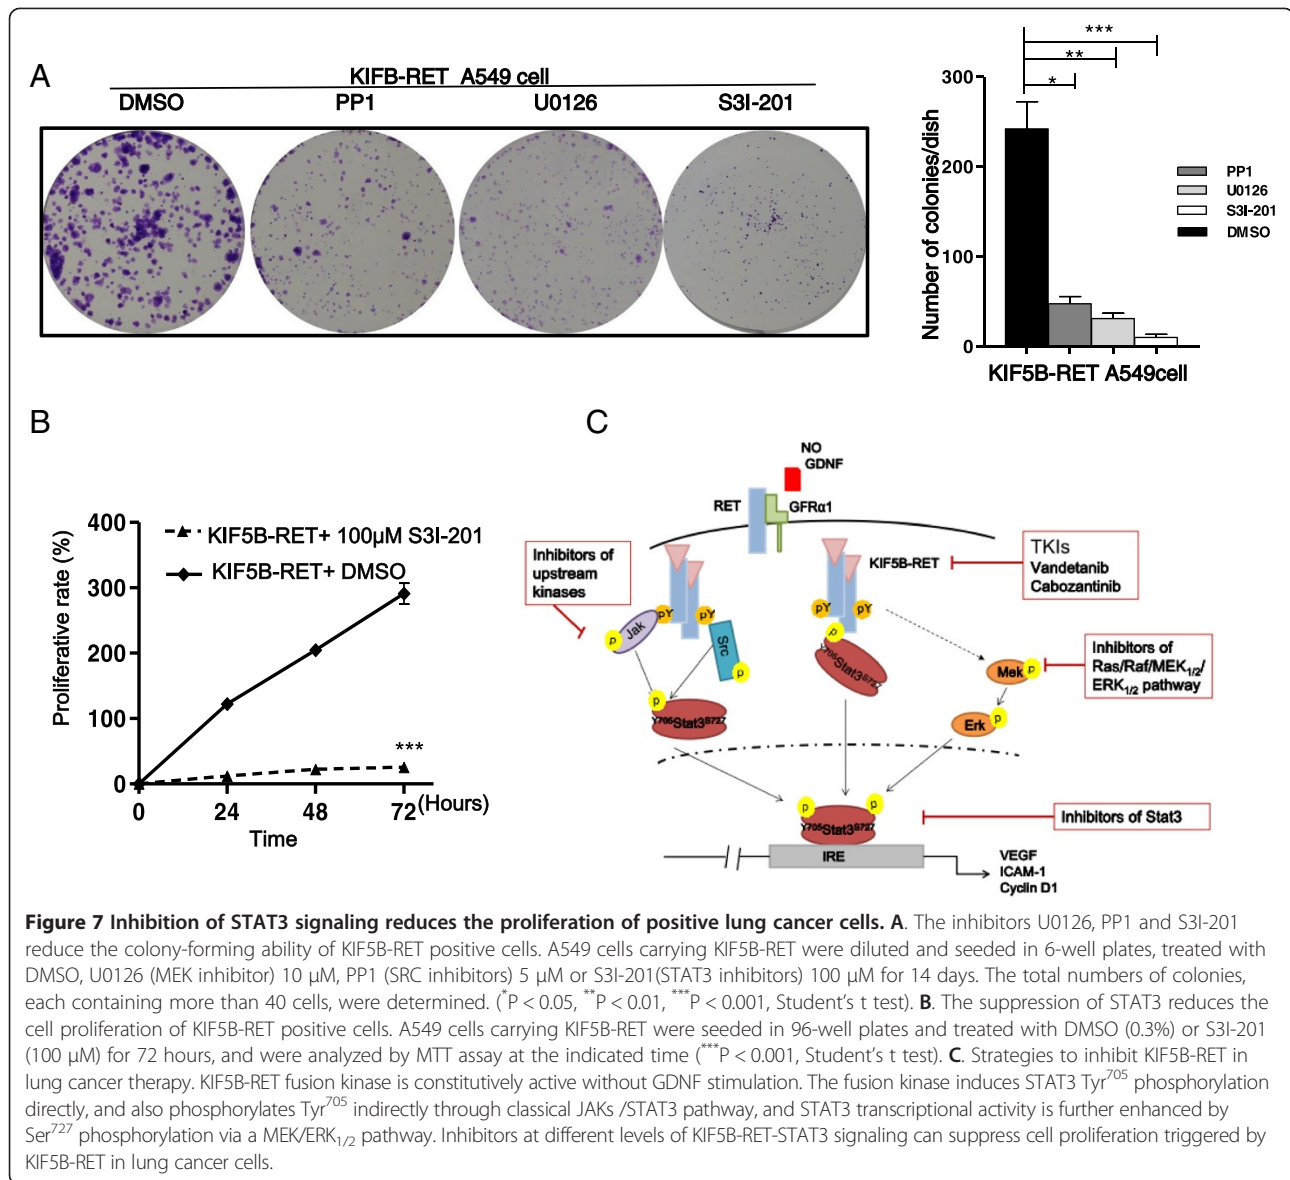 A
KIFB-RET A549 cell
DMSO PP1 U0126 S3I-201
***
**
*
300
200
100
0
Number of colonies/dish
PP1
U0126
S3I-201
DMSO
KIF5B-RET A549cell
B
400
300
200
100
0
Proliferative rate (%)
KIF5B-RET+ 100µM S3I-201
KIF5B-RET+ DMSO
***
0 24 48 72 (Hours)
Time
C
NO
GDNF
RET
GFRα1
Inhibitors of
upstream
kinases
KIF5B-RET
TKIs
Vandetanib
Cabozantinib
pY pY
pY pY
P Jak
Src P
P
Y705Stat3S727
P
Y705Stat3S727
Mek P
Erk P
Inhibitors of
Ras/Raf/MEK1/2/
ERK1/2 pathway
P P
Y705Stat3S727
Inhibitors of Stat3
IRE
VEGF
ICAM-1
Cyclin D1
Figure 7 Inhibition of STAT3 signaling reduces the proliferation of positive lung cancer cells. A. The inhibitors U0126, PP1 and S3I-201
reduce the colony-forming ability of KIF5B-RET positive cells. A549 cells carrying KIF5B-RET were diluted and seeded in 6-well plates, treated with
DMSO, U0126 (MEK inhibitor) 10 μM, PP1 (SRC inhibitors) 5 μM or S3I-201(STAT3 inhibitors) 100 μM for 14 days. The total numbers of colonies,
each containing more than 40 cells, were determined. (*P < 0.05, **P < 0.01, ***P < 0.001, Student's t test). B. The suppression of STAT3 reduces the
cell proliferation of KIF5B-RET positive cells. A549 cells carrying KIF5B-RET were seeded in 96-well plates and treated with DMSO (0.3%) or S3I-201
(100 μM) for 72 hours, and were analyzed by MTT assay at the indicated time (***P < 0.001, Student's t test). C. Strategies to inhibit KIF5B-RET in
lung cancer therapy. KIF5B-RET fusion kinase is constitutively active without GDNF stimulation. The fusion kinase induces STAT3 Tyr705 phosphorylation
directly, and also phosphorylates Tyr705 indirectly through classical JAKs /STAT3 pathway, and STAT3 transcriptional activity is further enhanced by
Ser727 phosphorylation via a MEK/ERK1/2 pathway. Inhibitors at different levels of KIF5B-RET-STAT3 signaling can suppress cell proliferation triggered by
KIF5B-RET in lung cancer cells.